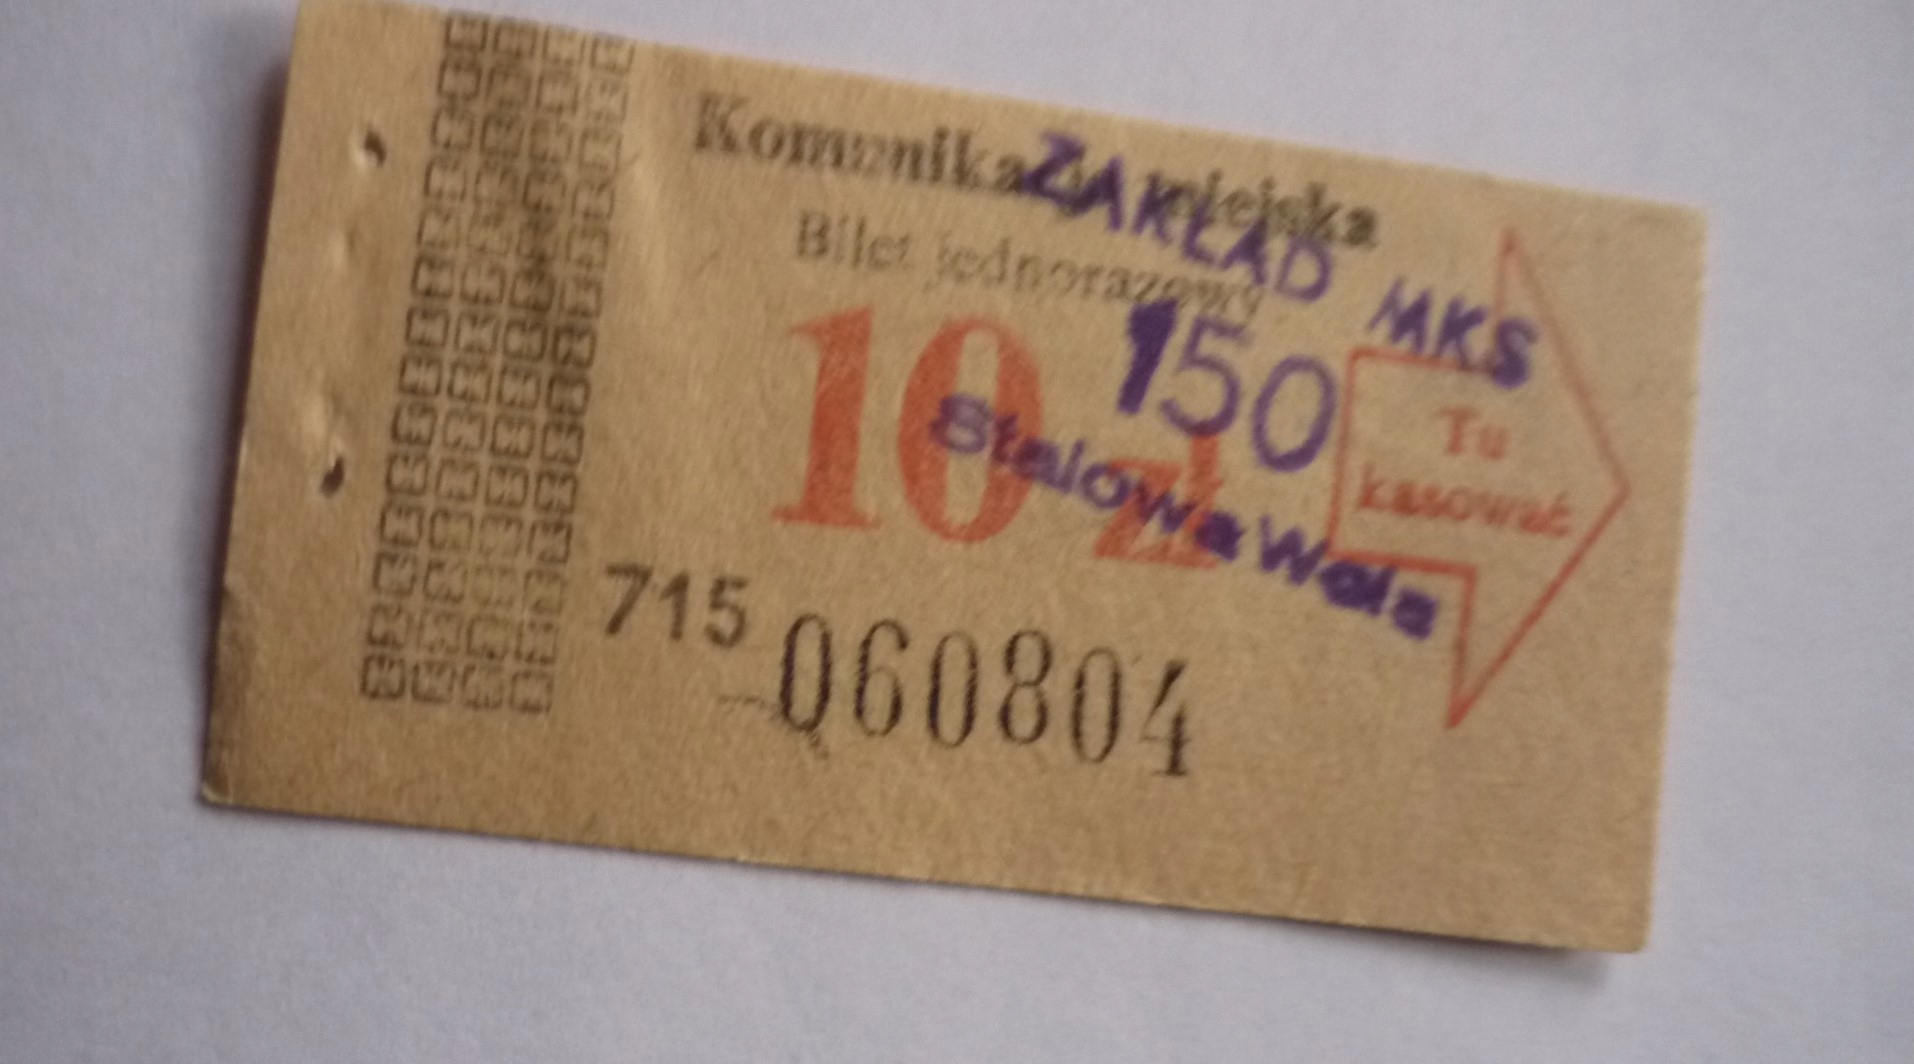 Komunikacja miejska
Bilet jednorazowy
10 zł
ZAKŁAD MKS
150
Stalowa Wola
Tu
kasować
715 060804